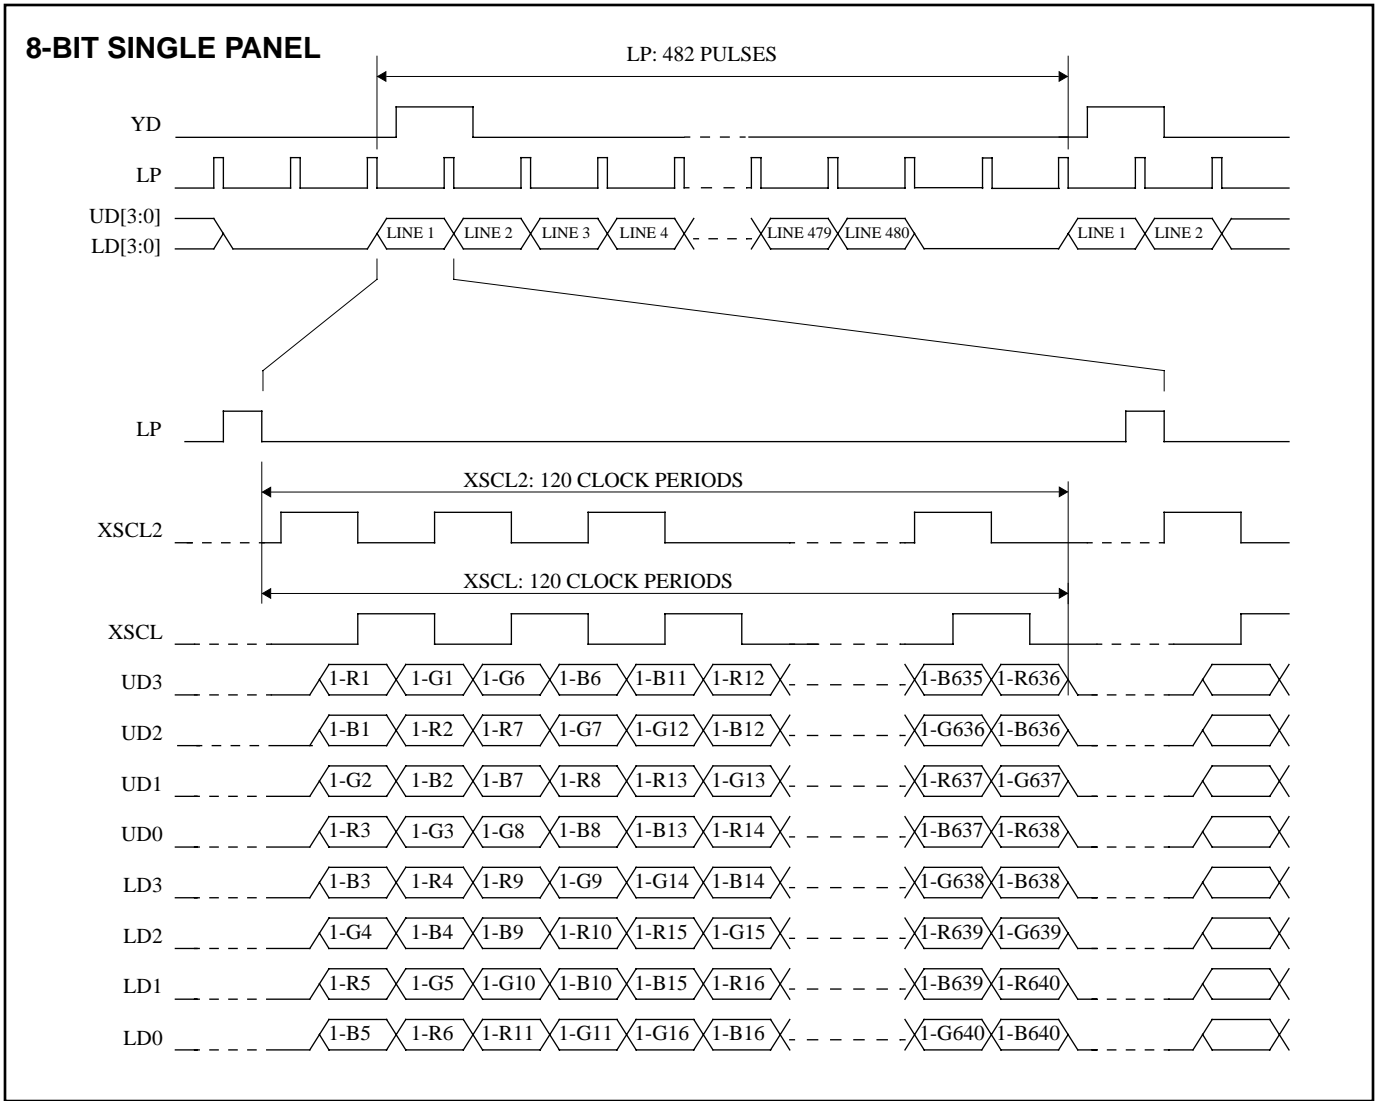 8-BIT SINGLE PANEL
LP: 482 PULSES
YD
LP
UD[3:0]
LD[3:0]
LINE 1 LINE 2 LINE 3 LINE 4 LINE 479 LINE 480 LINE 1 LINE 2
LP
XSCL2: 120 CLOCK PERIODS
XSCL2
XSCL: 120 CLOCK PERIODS
XSCL
UD3 1-R1 1-G1 1-G6 1-B6 1-B11 1-R12 1-B635 1-R636
UD2 1-B1 1-R2 1-R7 1-G7 1-G12 1-B12 1-G636 1-B636
UD1 1-G2 1-B2 1-B7 1-R8 1-R13 1-G13 1-R637 1-G637
UD0 1-R3 1-G3 1-G8 1-B8 1-B13 1-R14 1-B637 1-R638
LD3 1-B3 1-R4 1-R9 1-G9 1-G14 1-B14 1-G638 1-B638
LD2 1-G4 1-B4 1-B9 1-R10 1-R15 1-G15 1-R639 1-G639
LD1 1-R5 1-G5 1-G10 1-B10 1-B15 1-R16 1-B639 1-R640
LD0 1-B5 1-R6 1-R11 1-G11 1-G16 1-B16 1-G640 1-B640